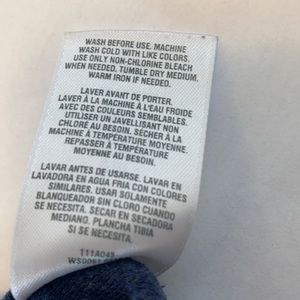 WASH BEFORE USE. MACHINE
WASH COLD WITH LIKE COLORS.
USE ONLY NON-CHLORINE BLEACH
WHEN NEEDED. TUMBLE DRY MEDIUM.
WARM IRON IF NEEDED.
LAVER AVANT DE PORTER.
LAVER À LA MACHINE À L'EAU FROIDE
AVEC DES COULEURS SEMBLABLES.
UTILISER UN JAVELLISANT NON
CHLORÉ AU BESOIN. SÉCHER À LA
MACHINE À TEMPÉRATURE MOYENNE.
REPASSER À TEMPÉRATURE
MOYENNE AU BESOIN.
LAVAR ANTES DE USARSE. LAVAR EN
LAVADORA EN AGUA FRIA CON COLORES
SIMILARES. USAR SOLAMENTE
BLANQUEADOR SIN CLORO CUANDO
SE NECESITA. SECAR EN SECADORA
MEDIANO. PLANCHA TIBIA
SI SE NECESITA.
111A048